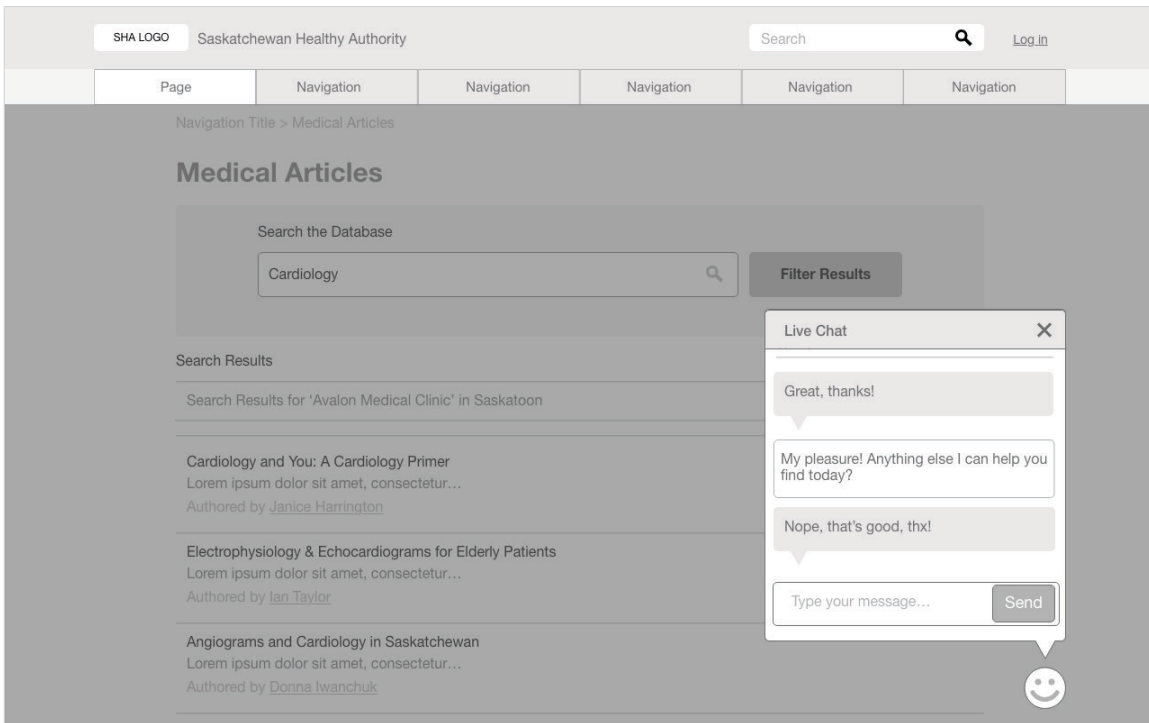 SHA LOGO
Saskatchewan Healthy Authority
Search
Log in
Page
Navigation
Navigation
Navigation
Navigation
Navigation
Navigation Title > Medical Articles
Medical Articles
Search the Database
Cardiology
Filter Results
Search Results
Search Results for ‘Avalon Medical Clinic’ in Saskatoon
Cardiology and You: A Cardiology Primer
Lorem ipsum dolor sit amet, consectetur…
Authored by Janice Harrington
Electrophysiology & Echocardiograms for Elderly Patients
Lorem ipsum dolor sit amet, consectetur…
Authored by Ian Taylor
Angiograms and Cardiology in Saskatchewan
Lorem ipsum dolor sit amet, consectetur…
Authored by Donna Iwanchuk
Live Chat
Great, thanks!
My pleasure! Anything else I can help you
find today?
Nope, that’s good, thx!
Type your message…
Send